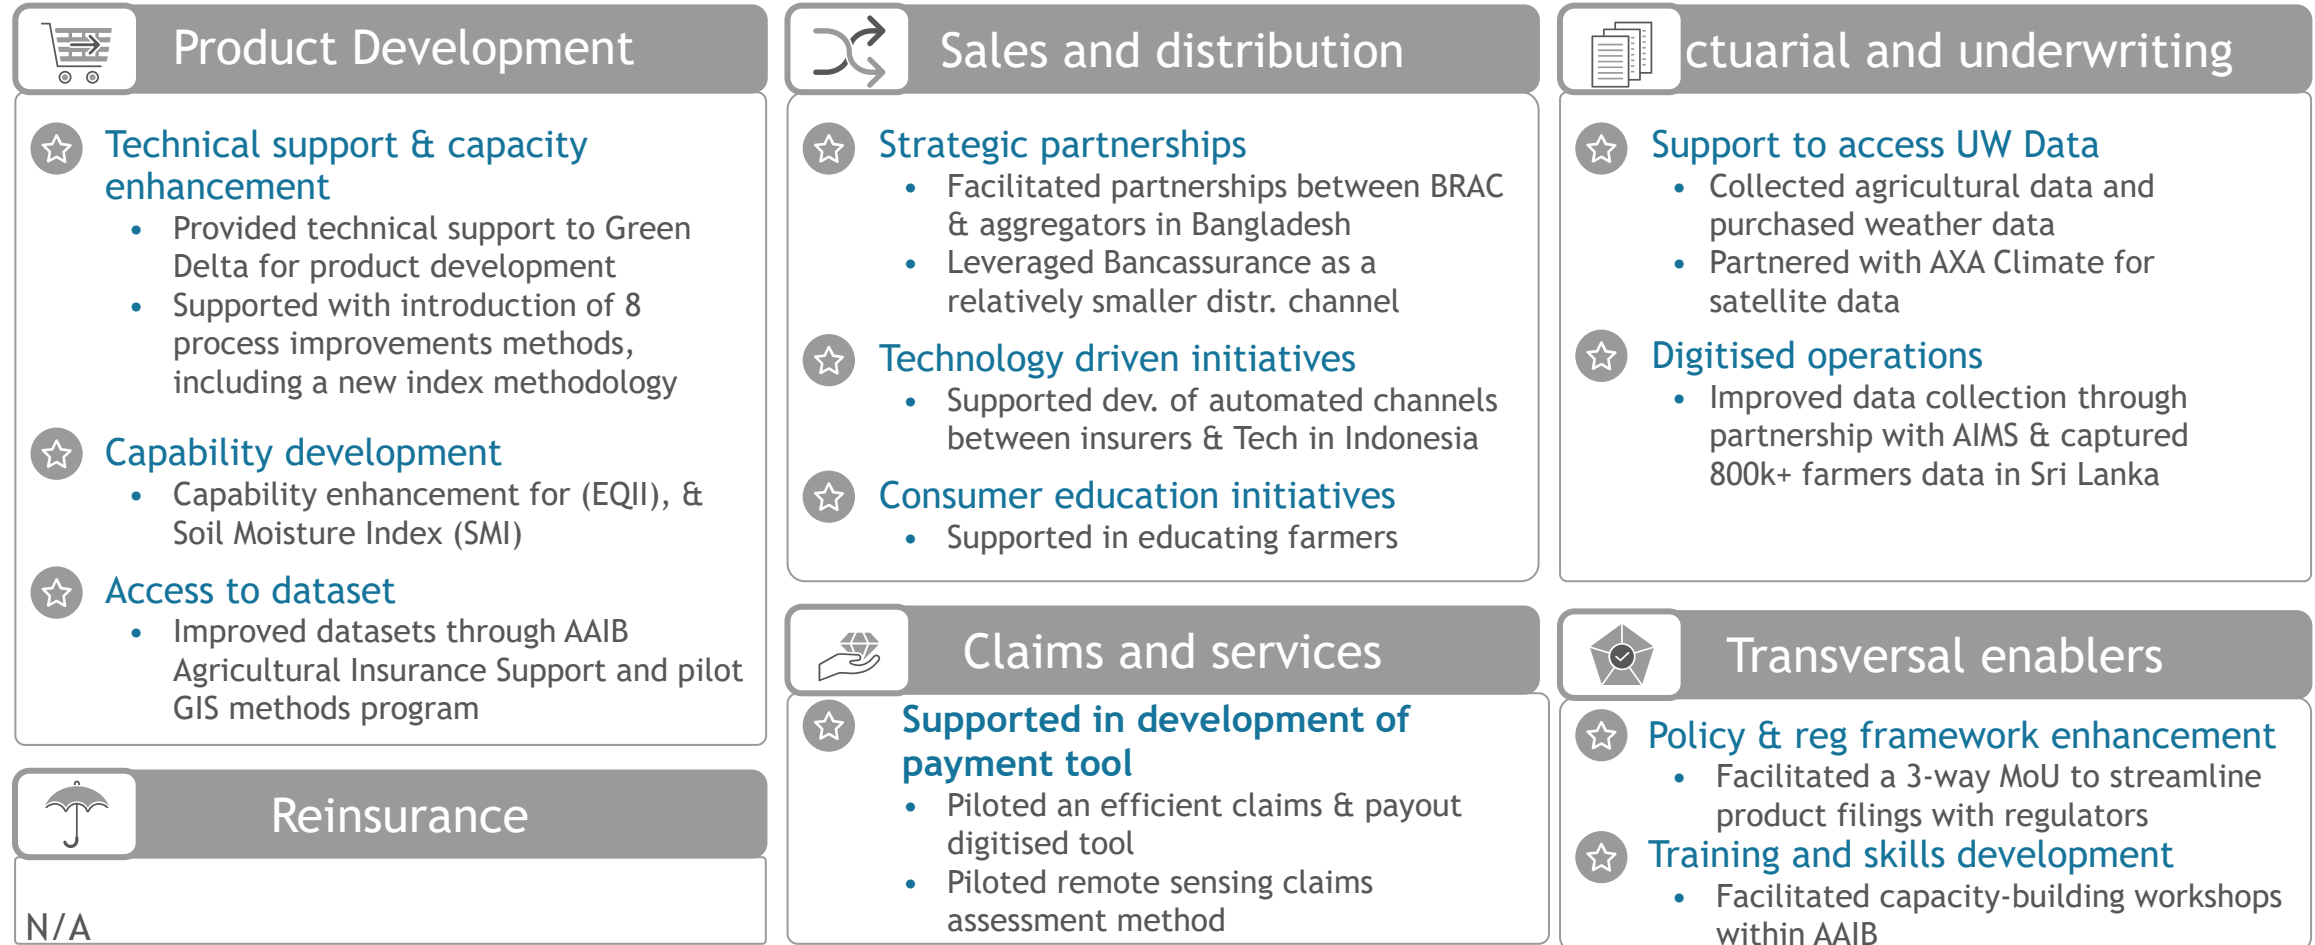 Product Development
Technical support & capacity
enhancement
• Provided technical support to Green
Delta for product development
• Supported with introduction of 8
process improvements methods,
including a new index methodology
Capability development
• Capability enhancement for (EQII), &
Soil Moisture Index (SMI)
Access to dataset
• Improved datasets through AAIB
Agricultural Insurance Support and pilot
GIS methods program
Reinsurance
N/A
Sales and distribution
Strategic partnerships
• Facilitated partnerships between BRAC
& aggregators in Bangladesh
• Leveraged Bancassurance as a
relatively smaller distr. channel
Technology driven initiatives
• Supported dev. of automated channels
between insurers & Tech in Indonesia
Consumer education initiatives
• Supported in educating farmers
Claims and services
Supported in development of
payment tool
• Piloted an efficient claims & payout
digitised tool
• Piloted remote sensing claims
assessment method
ctuarial and underwriting
Support to access UW Data
• Collected agricultural data and
purchased weather data
• Partnered with AXA Climate for
satellite data
Digitised operations
• Improved data collection through
partnership with AIMS & captured
800k+ farmers data in Sri Lanka
Transversal enablers
Policy & reg framework enhancement
• Facilitated a 3-way MoU to streamline
product filings with regulators
Training and skills development
• Facilitated capacity-building workshops
within AAIB